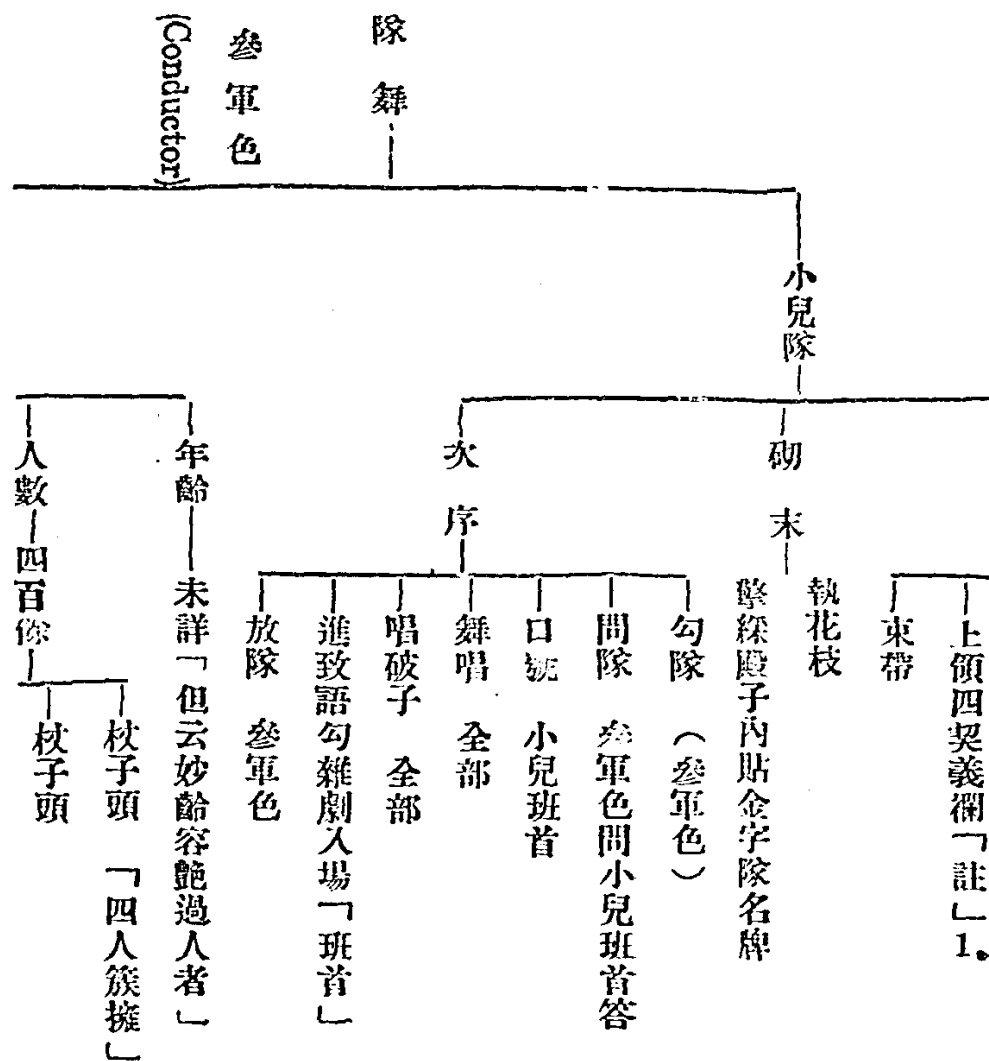 隊舞
參軍色
(Conductor)
小兒隊
上領四契義襴「註」1。
束帶
砌末
執花枝
繫綵殿子內貼金字隊名牌
次序
勾隊 (參軍色)
問隊 參軍色問小兒班首答
口號 小兒班首
舞唱 全部
唱破子 全部
進致語勾雜劇入場「班首」
放隊 參軍色
年齡 未詳「但云妙齡容艷過人者」
人數 四百餘
杖子頭 「四人簇擁」
杖子頭